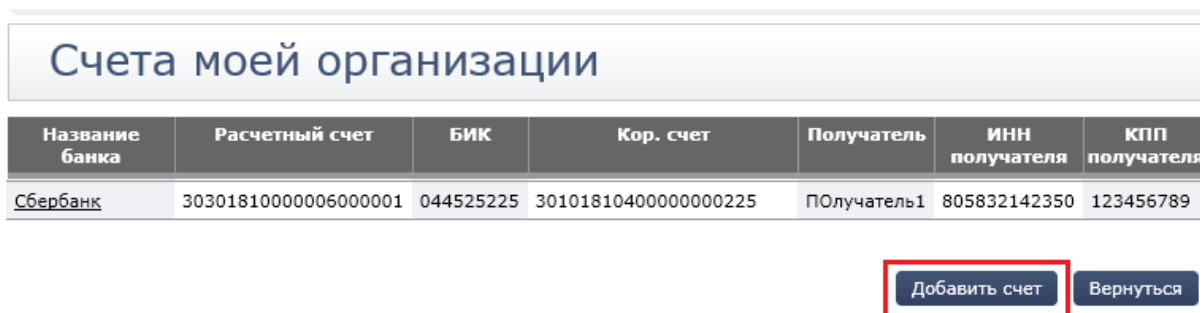 Счета моей организации
Название банка Расчетный счет БИК Кор. счет Получатель ИНН получателя КПП получателя
Сбербанк 30301810000006000001 044525225 30101810400000000225 ПОлучатель1 805832142350 123456789
Добавить счет Вернуться